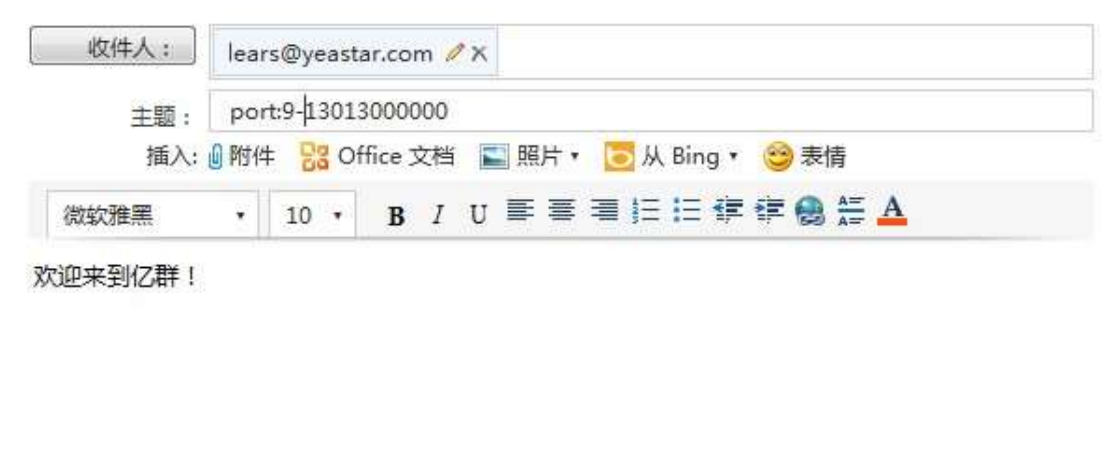 收件人： lears@yeastar.com
主题： port:9-13013000000
插入: 附件 Office 文档 照片 从 Bing 表情
微软雅黑 10 B I U A
欢迎来到亿群！